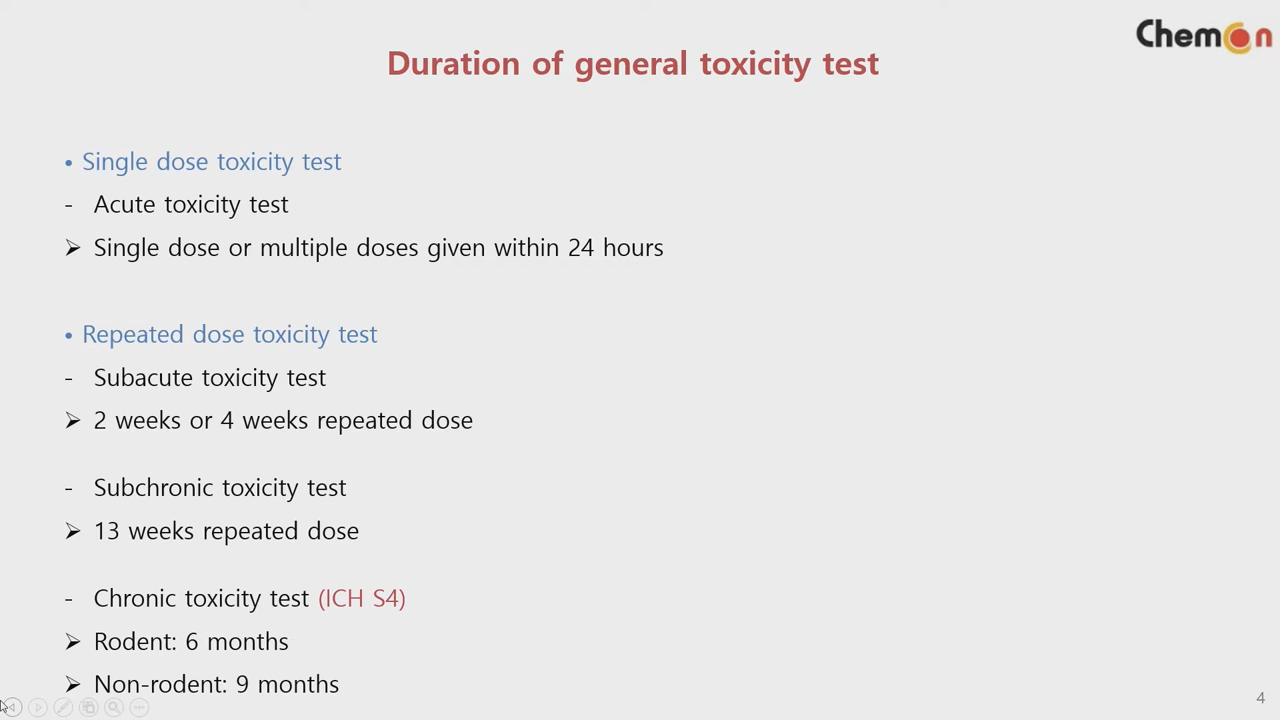 ChemOn
Duration of general toxicity test
• Single dose toxicity test
- Acute toxicity test
➢ Single dose or multiple doses given within 24 hours
• Repeated dose toxicity test
- Subacute toxicity test
➢ 2 weeks or 4 weeks repeated dose
- Subchronic toxicity test
➢ 13 weeks repeated dose
- Chronic toxicity test (ICH S4)
➢ Rodent: 6 months
➢ Non-rodent: 9 months
4